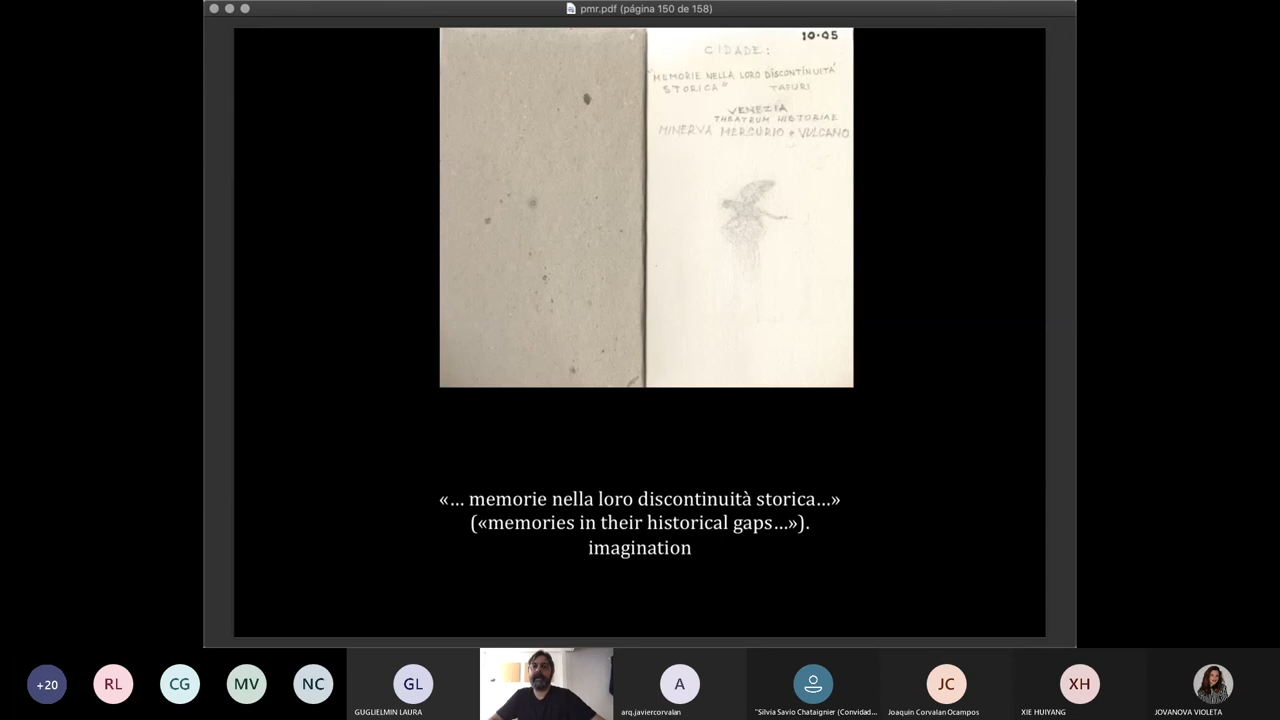 pmr.pdf (página 150 de 158)
10·05
CIDADE:
"MEMORIE NELLA LORO DISCONTINUITÀ
STORICA" TAFURI
VENEZIA
THEATRUM HISTORIAE
MINERVA MERCURIO e VULCANO
«... memorie nella loro discontinuità storica...»
(«memories in their historical gaps...»).
imagination
+20
RL
CG
MV
NC
GL
A
JC
XH
GUGLIELMIN LAURA
arq.javiercorvalan
"Silvia Savio Chataignier (Convidad...
Joaquin Corvalan Ocampos
XIE HUIYANG
JOVANOVA VIOLETA